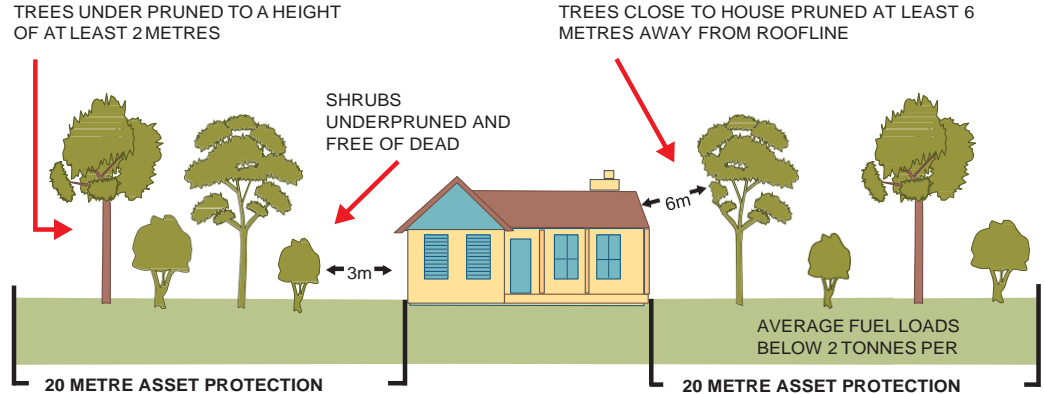 TREES UNDER PRUNED TO A HEIGHT
OF AT LEAST 2 METRES
TREES CLOSE TO HOUSE PRUNED AT LEAST 6
METRES AWAY FROM ROOFLINE
SHRUBS
UNDERPRUNED AND
FREE OF DEAD
6m
3m
AVERAGE FUEL LOADS
BELOW 2 TONNES PER
20 METRE ASSET PROTECTION
20 METRE ASSET PROTECTION